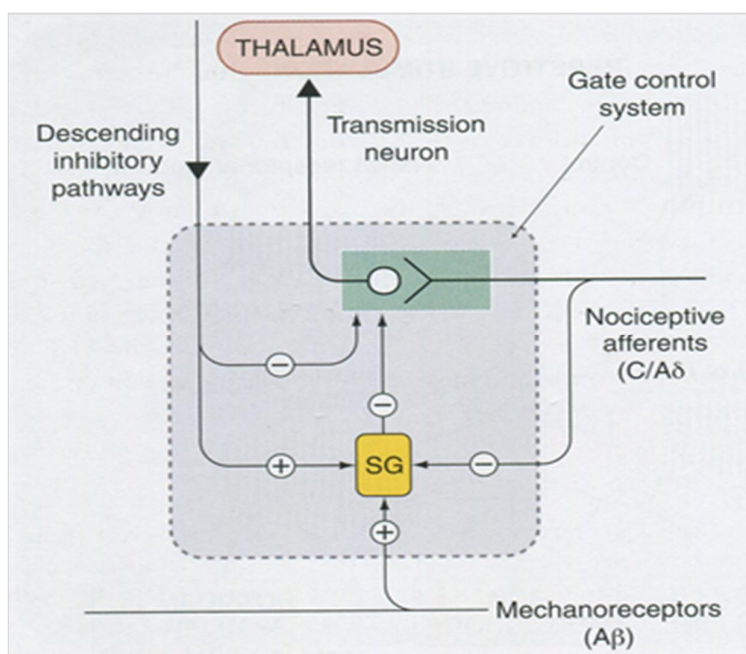 THALAMUS
Gate control
system
Descending
inhibitory
pathways
Transmission
neuron
Nociceptive
afferents
(C/Aδ
−
−
+
SG
−
+
Mechanoreceptors
(Aβ)